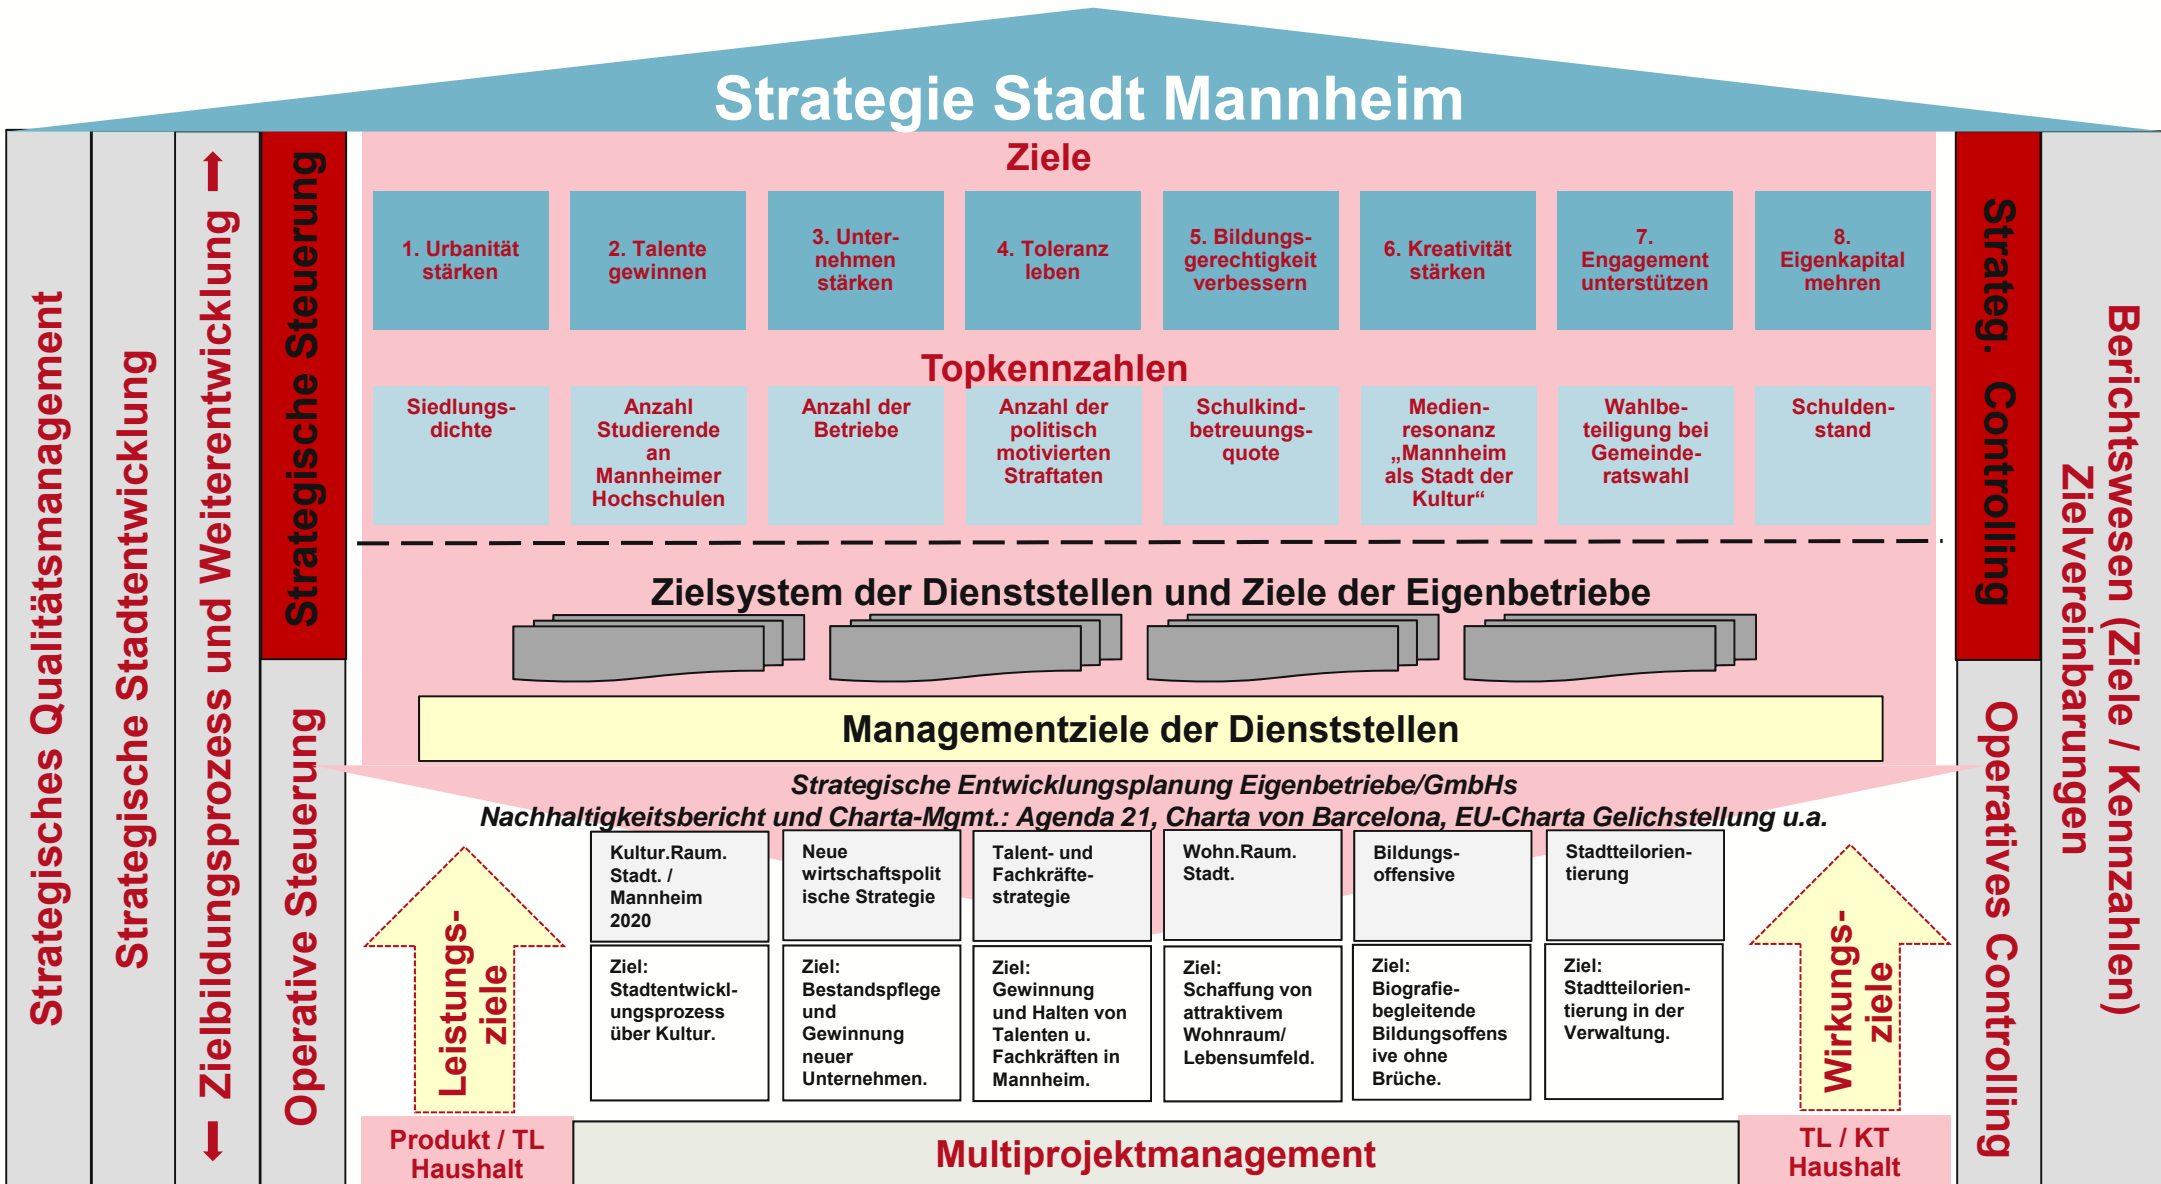 Strategie Stadt Mannheim
Strategisches Qualitätsmanagement
Strategische Stadtentwicklung
Zielbildungsprozess und Weiterentwicklung
Strategische Steuerung
Operative Steuerung
Ziele
1. Urbanität
stärken
2. Talente
gewinnen
3. Unter-
nehmen
stärken
4. Toleranz
leben
5. Bildungs-
gerechtigkeit
verbessern
6. Kreativität
stärken
7.
Engagement
unterstützen
8.
Eigenkapital
mehren
Topkennzahlen
Siedlungs-
dichte
Anzahl
Studierende
an
Mannheimer
Hochschulen
Anzahl der
Betriebe
Anzahl der
politisch
motivierten
Straftaten
Schulkind-
betreuungs-
quote
Medien-
resonanz
„Mannheim
als Stadt der
Kultur“
Wahlbe-
teiligung bei
Gemeinde-
ratswahl
Schulden-
stand
Zielsystem der Dienststellen und Ziele der Eigenbetriebe
Managementziele der Dienststellen
Strategische Entwicklungsplanung Eigenbetriebe/GmbHs
Nachhaltigkeitsbericht und Charta-Mgmt.: Agenda 21, Charta von Barcelona, EU-Charta Gelichstellung u.a.
Leistungs-
ziele
Kultur.Raum.
Stadt. /
Mannheim
2020
Neue
wirtschaftspolit
ische Strategie
Talent- und
Fachkräfte-
strategie
Wohn.Raum.
Stadt.
Bildungs-
offensive
Stadtteilorien-
tierung
Ziel:
Stadtentwickl-
ungsprozess
über Kultur.
Ziel:
Bestandspflege
und
Gewinnung
neuer
Unternehmen.
Ziel:
Gewinnung
und Halten von
Talenten u.
Fachkräften in
Mannheim.
Ziel:
Schaffung von
attraktivem
Wohnraum/
Lebensumfeld.
Ziel:
Biografie-
begleitende
Bildungsoffens
ive ohne
Brüche.
Ziel:
Stadtteilorien-
tierung in der
Verwaltung.
Wirkungs-
ziele
Produkt / TL
Haushalt
Multiprojektmanagement
TL / KT
Haushalt
Strateg. Controlling
Operatives Controlling
Berichtswesen (Ziele / Kennzahlen)
Zielvereinbarungen